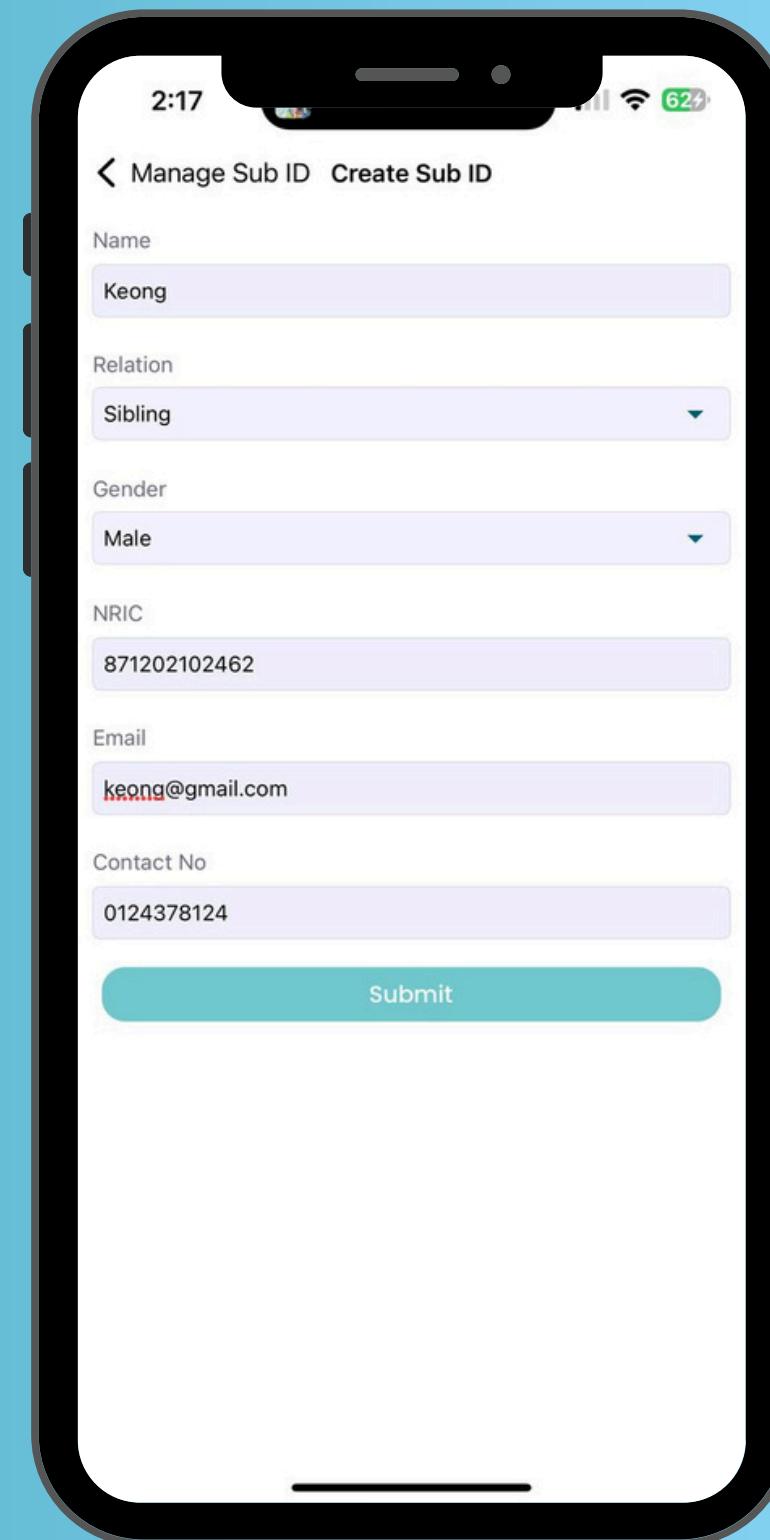 2:17
62
Manage Sub ID Create Sub ID
Name
Keong
Relation
Sibling
Gender
Male
NRIC
871202102462
Email
keong@gmail.com
Contact No
0124378124
Submit